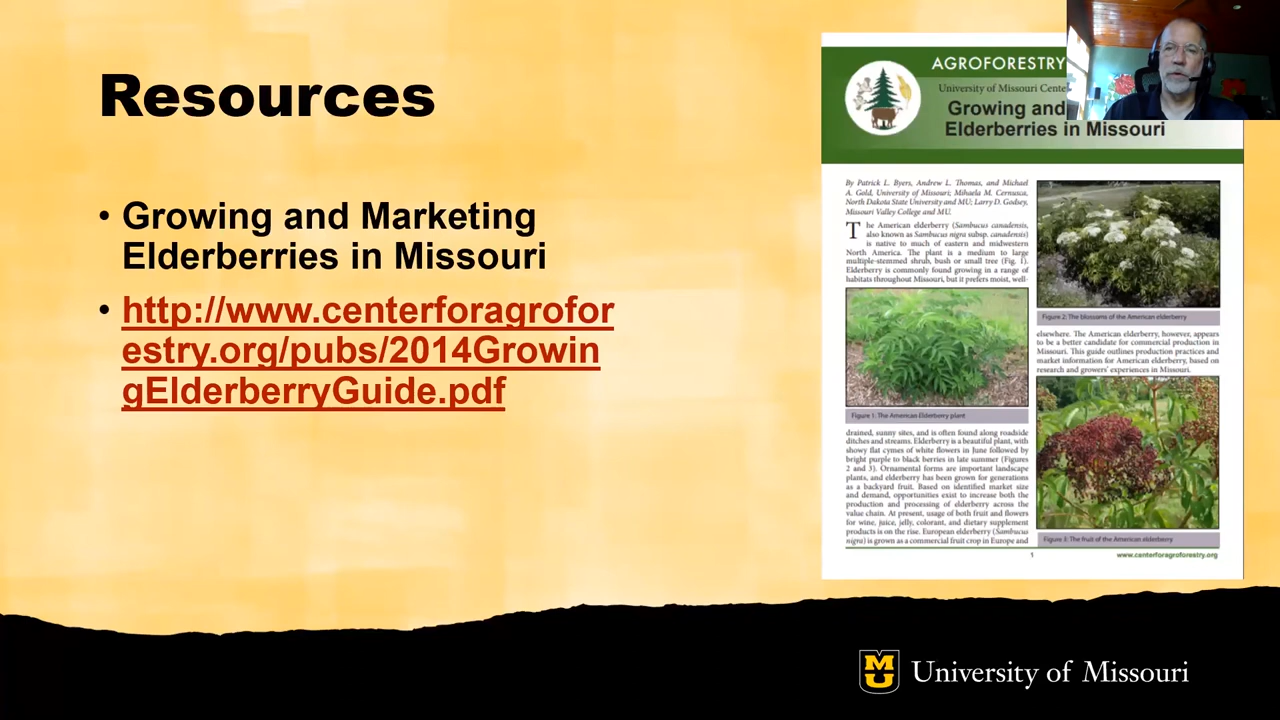 Resources
• Growing and Marketing
Elderberries in Missouri
• http://www.centerforagrofor
estry.org/pubs/2014Growin
gElderberryGuide.pdf
AGROFORESTRY
University of Missouri Cente
Growing and
Elderberries in Missouri
By Patrick L. Byers, Andrew L. Thomas, and Michael
A. Gold, University of Missouri; Mihaela M. Cernusca,
North Dakota State University and MU; Larry D. Godsey,
Missouri Valley College and MU.
The American elderberry (Sambucus canadensis,
also known as Sambucus nigra subsp. canadensis)
is native to much of eastern and midwestern
North America. The plant is a medium to large
multiple-stemmed shrub, bush or small tree (Fig. 1).
Elderberry is commonly found growing in a range of
habitats throughout Missouri, but it prefers moist, well-
Figure 1: The American Elderberry plant
drained, sunny sites, and is often found along roadside
ditches and streams. Elderberry is a beautiful plant, with
showy flat cymes of white flowers in June followed by
bright purple to black berries in late summer (Figures
2 and 3). Ornamental forms are important landscape
plants, and elderberry has been grown for generations
as a backyard fruit. Based on identified market size
and demand, opportunities exist to increase both the
production and processing of elderberry across the
value chain. At present, usage of both fruit and flowers
for wine, juice, jelly, colorant, and dietary supplement
products is on the rise. European elderberry (Sambucus
nigra) is grown as a commercial fruit crop in Europe and
Figure 2: The blossoms of the American elderberry
elsewhere. The American elderberry, however, appears
to be a better candidate for commercial production in
Missouri. This guide outlines production practices and
market information for American elderberry, based on
research and growers' experiences in Missouri.
Figure 3: The fruit of the American elderberry
1
www.centerforagroforestry.org
MU
University of Missouri